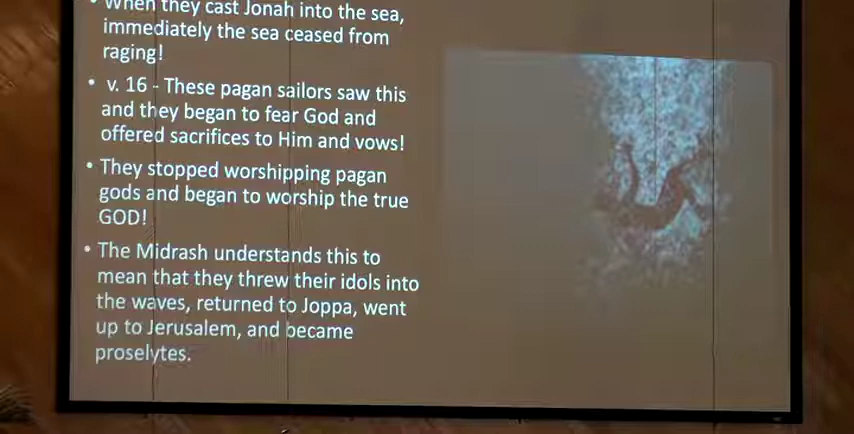 • When they cast Jonah into the sea,
immediately the sea ceased from
raging!
• v. 16 - These pagan sailors saw this
and they began to fear God and
offered sacrifices to Him and vows!
• They stopped worshipping pagan
gods and began to worship the true
GOD!
• The Midrash understands this to
mean that they threw their idols into
the waves, returned to Joppa, went
up to Jerusalem, and became
proselytes.